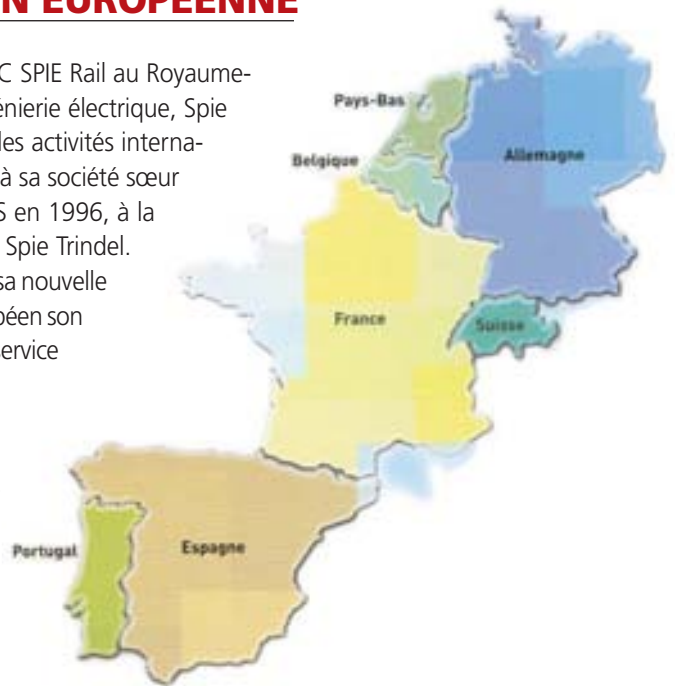 N EUROPÉENNE
C SPIE Rail au Royaume-
énierie électrique, Spie
les activités interna-
à sa société sœur
S en 1996, à la
Spie Trindel.
sa nouvelle
péen son
service
Pays-Bas
Belgique
Allemagne
France
Suisse
Portugal
Espagne